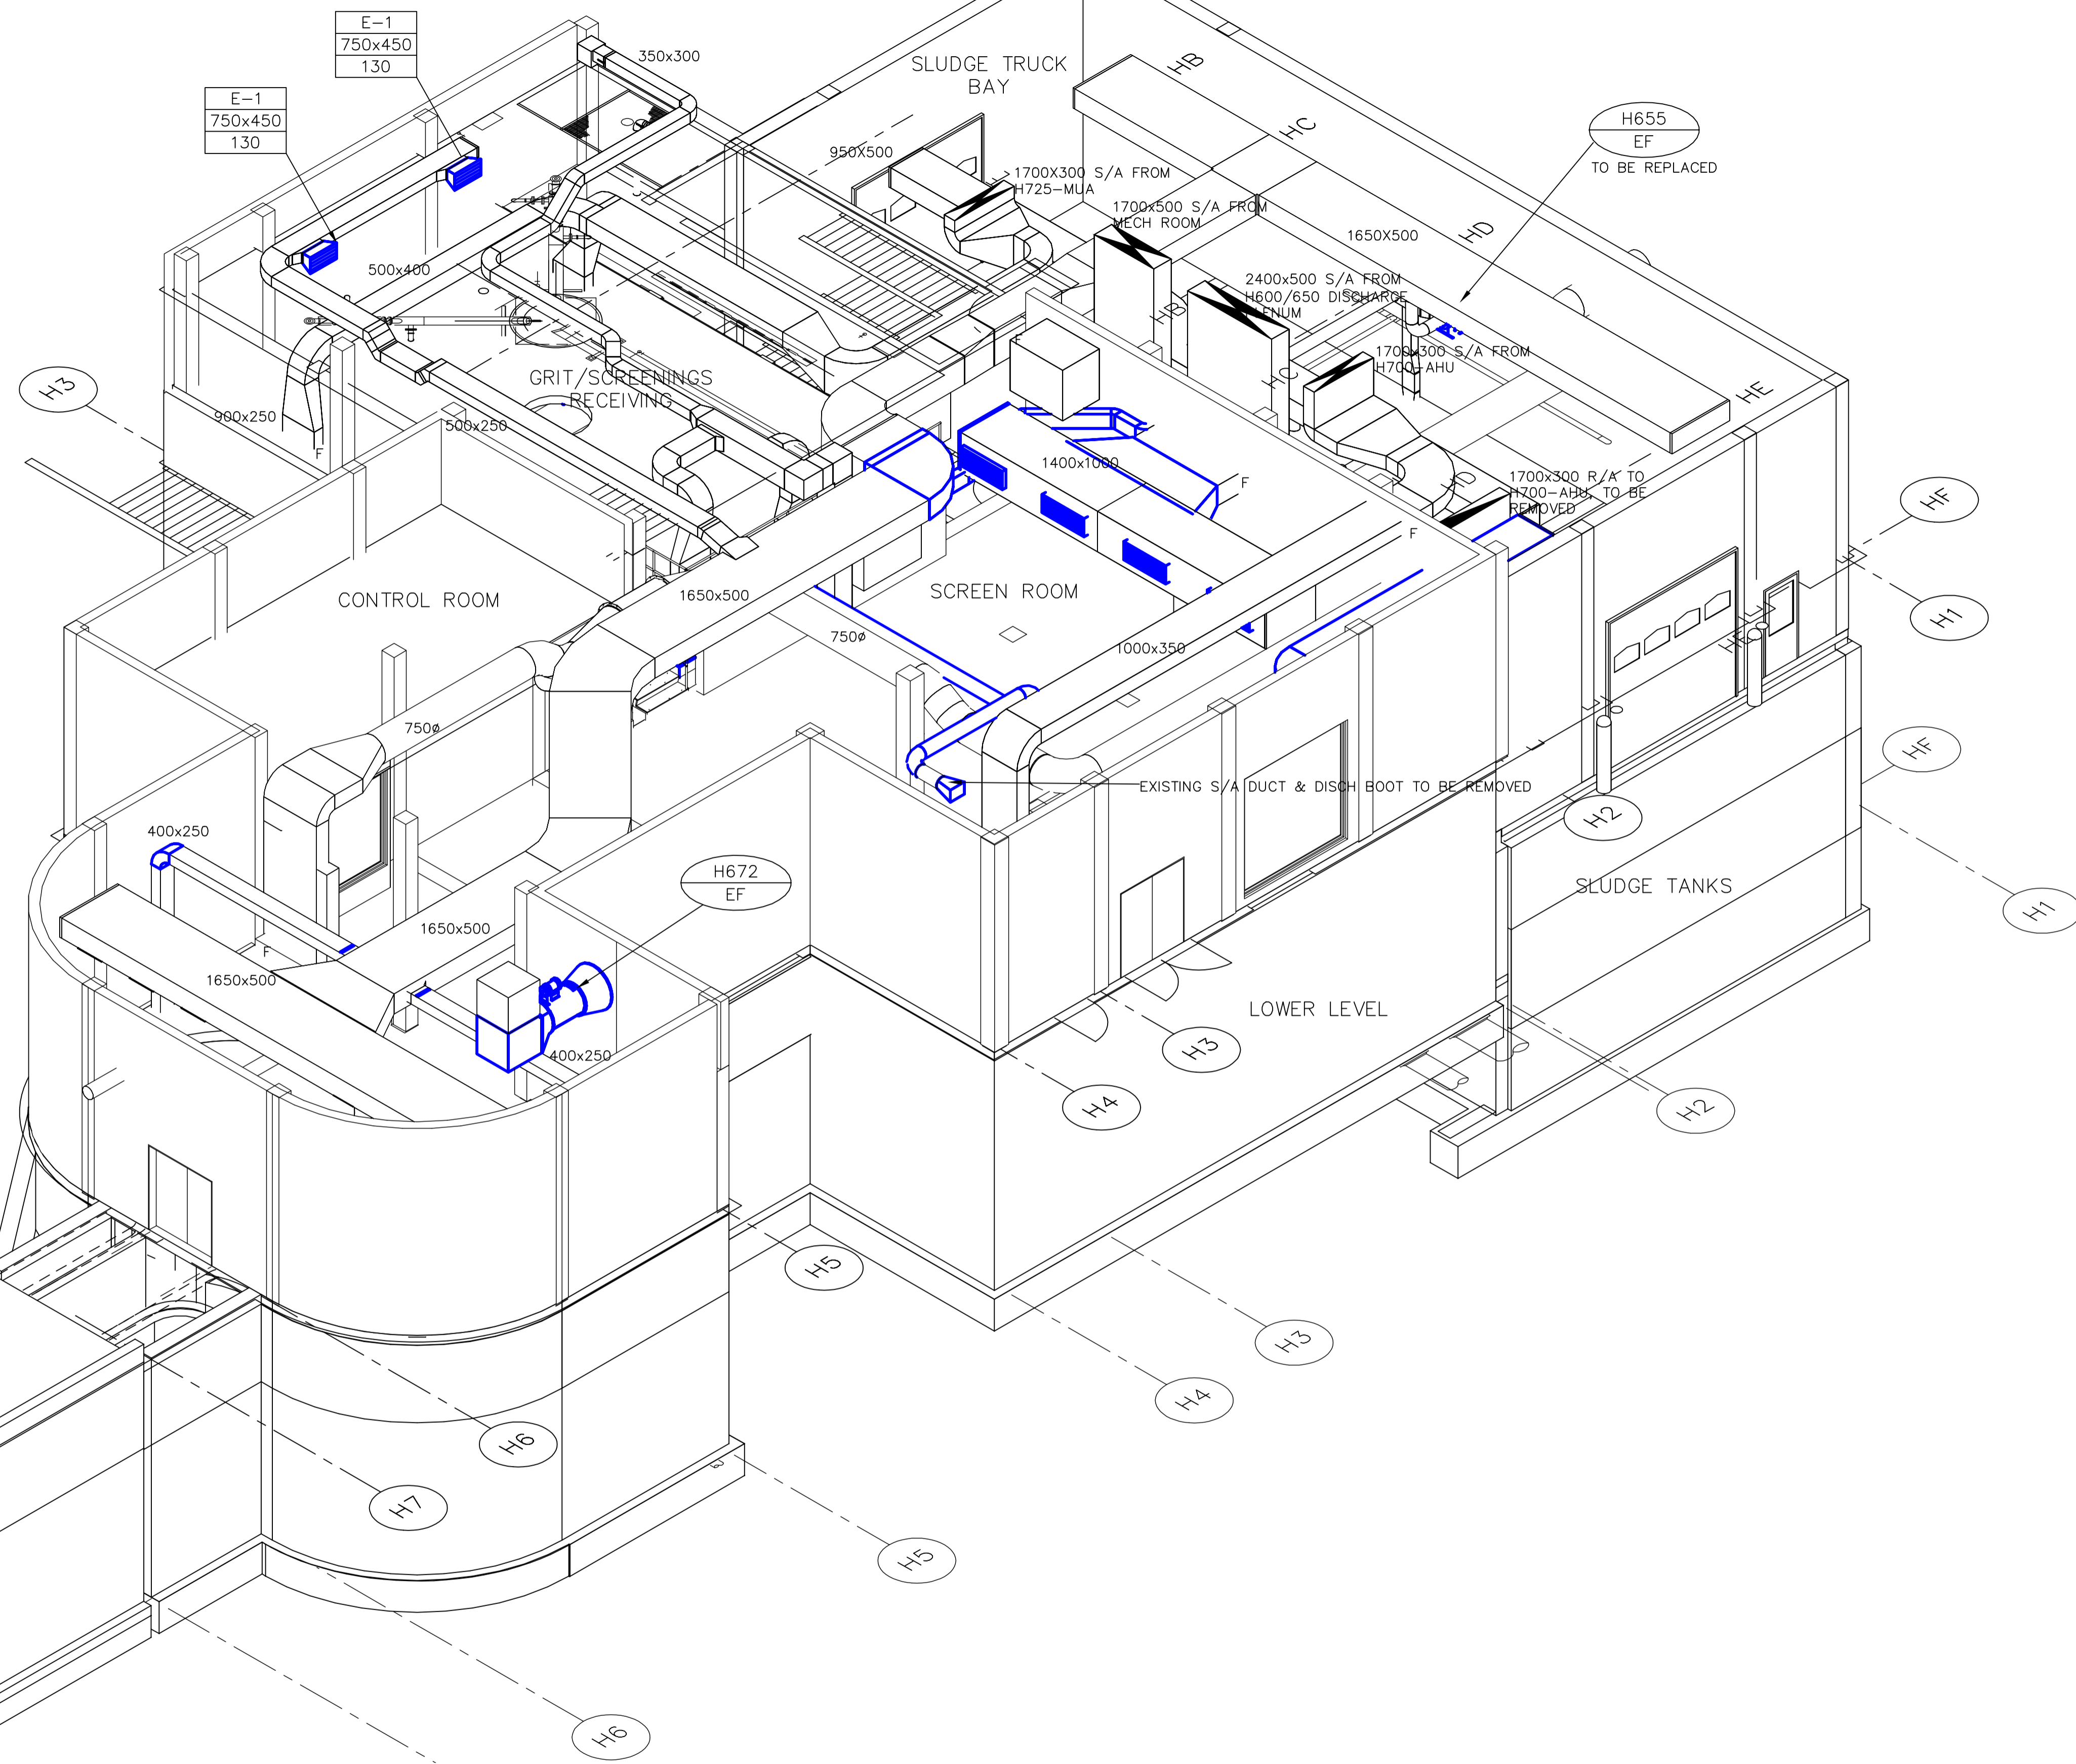 E-1
750x450
130
E-1
750x450
130
350x300
SLUDGE TRUCK
BAY
HB
HC
HD
HE
H655
EF
TO BE REPLACED
950X500
1700X300 S/A FROM
H725-MUA
1700x500 S/A FROM
MECH ROOM
1650X500
2400x500 S/A FROM
H600/650 DISCHARGE
PLENUM
HB
HC
HD
1700x300 S/A FROM
H700-AHU
500x400
GRIT/SCREENINGS
RECEIVING
H3
900x250
F
500x250
F
1400x1000
F
1700x300 R/A TO
H700-AHU, TO BE
REMOVED
F
HF
H1
HE
CONTROL ROOM
1650x500
SCREEN ROOM
750ø
1000x350
750ø
EXISTING S/A DUCT & DISCH BOOT TO BE REMOVED
HF
H2
400x250
H672
EF
SLUDGE TANKS
H1
F
1650x500
1650x500
400x250
LOWER LEVEL
H3
H4
H2
H5
H3
H4
H6
H7
H5
H6